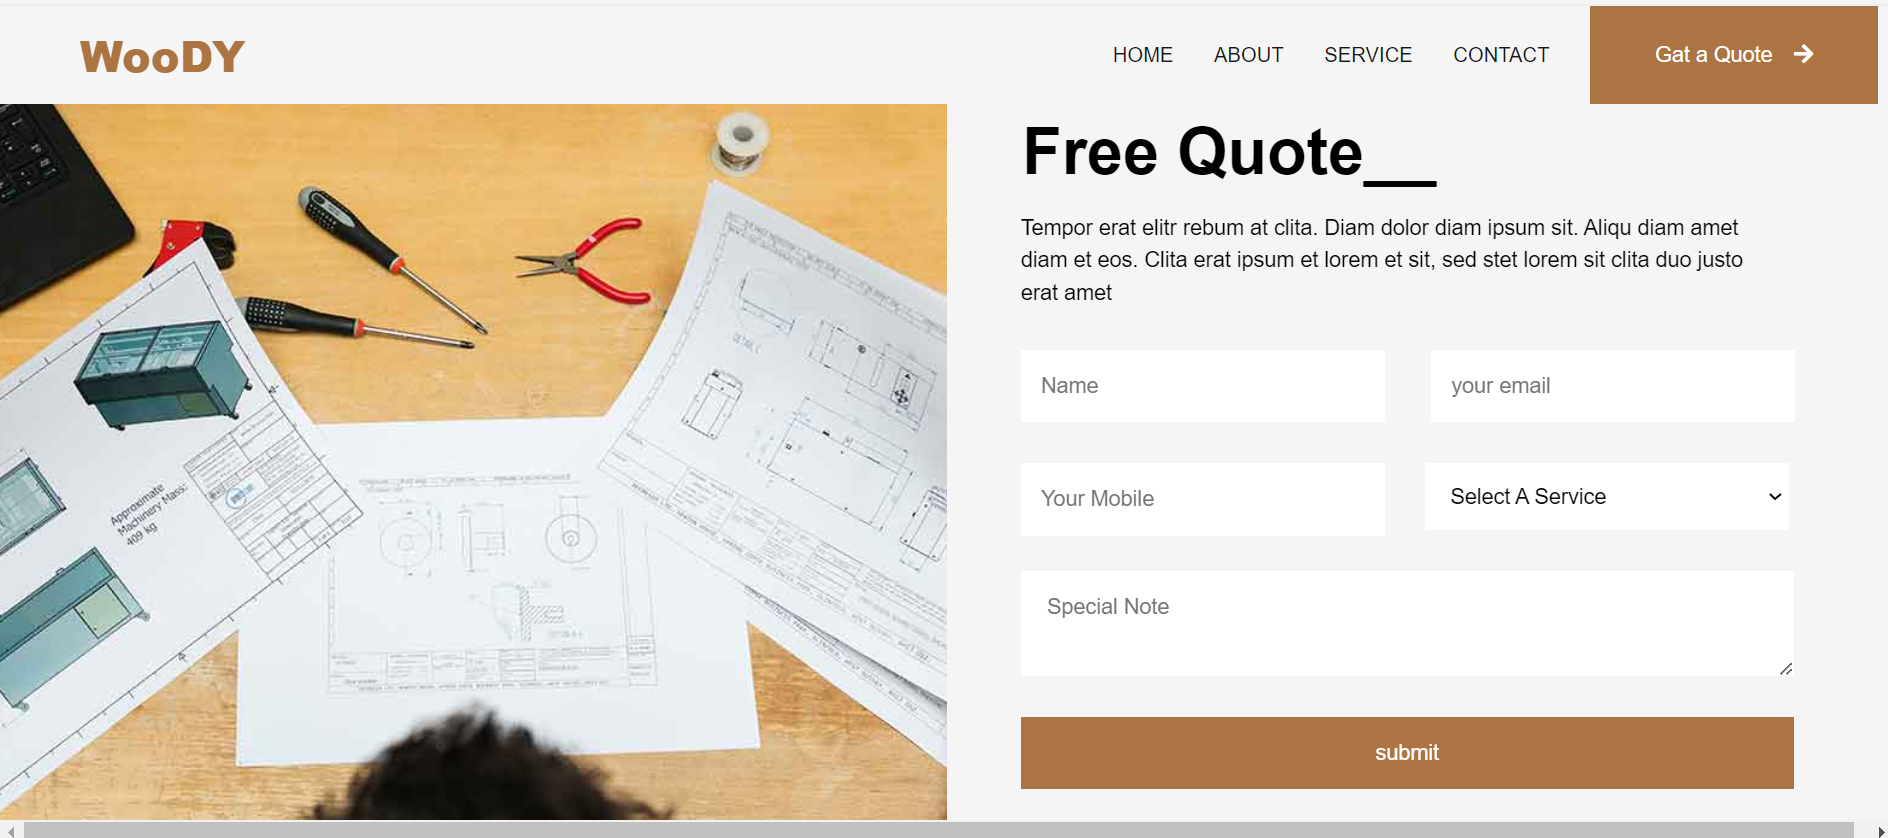 WooDY
HOME ABOUT SERVICE CONTACT Gat a Quote
Free Quote__
Tempor erat elitr rebum at clita. Diam dolor diam ipsum sit. Aliqu diam amet
diam et eos. Clita erat ipsum et lorem et sit, sed stet lorem sit clita duo justo
erat amet
Name
your email
Your Mobile
Select A Service
Special Note
submit
Approximate
Machinery Mass:
409 kg
DETAIL C